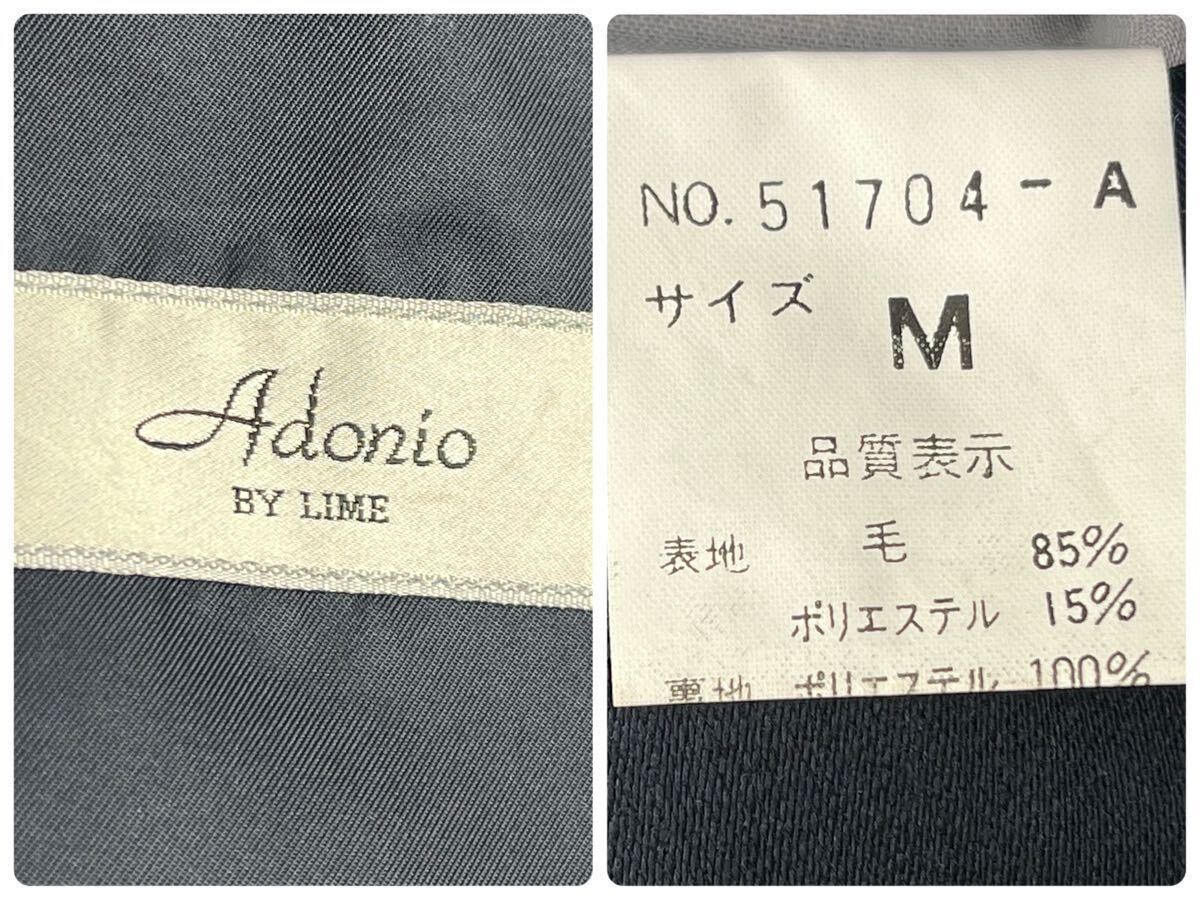 Adonio
BY LIME
NO. 51704-A
サイズ M
品質表示
表地 毛 85%
ポリエステル 15%
裏地 ポリエステル 100%